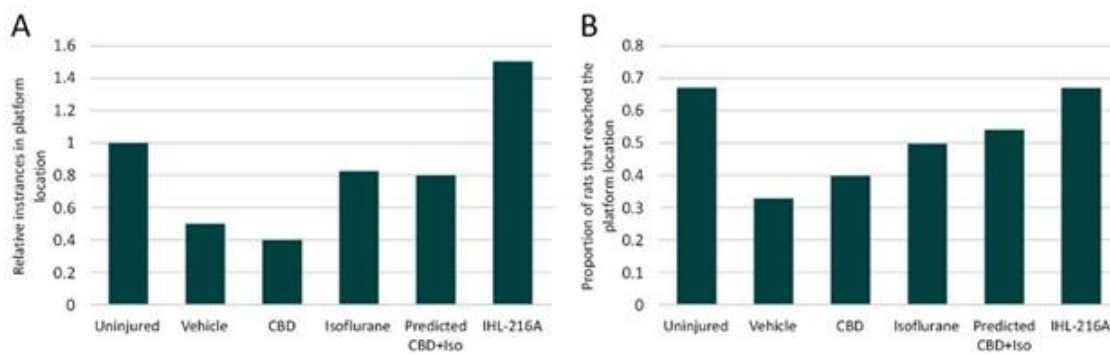 A
Relative instrances in platform
location
1.6
1.4
1.2
1
0.8
0.6
0.4
0.2
0
Uninjured Vehicle CBD Isoflurane Predicted IHL-216A
CBD+Iso
B
Proportion of rats that reached the
platform location
0.8
0.7
0.6
0.5
0.4
0.3
0.2
0.1
0
Uninjured Vehicle CBD Isoflurane Predicted IHL-216A
CBD+Iso